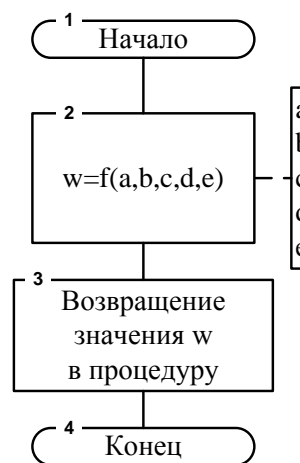 1
Начало
2
w=f(a,b,c,d,e)
3
Возвращение
значения w
в процедуру
4
Конец